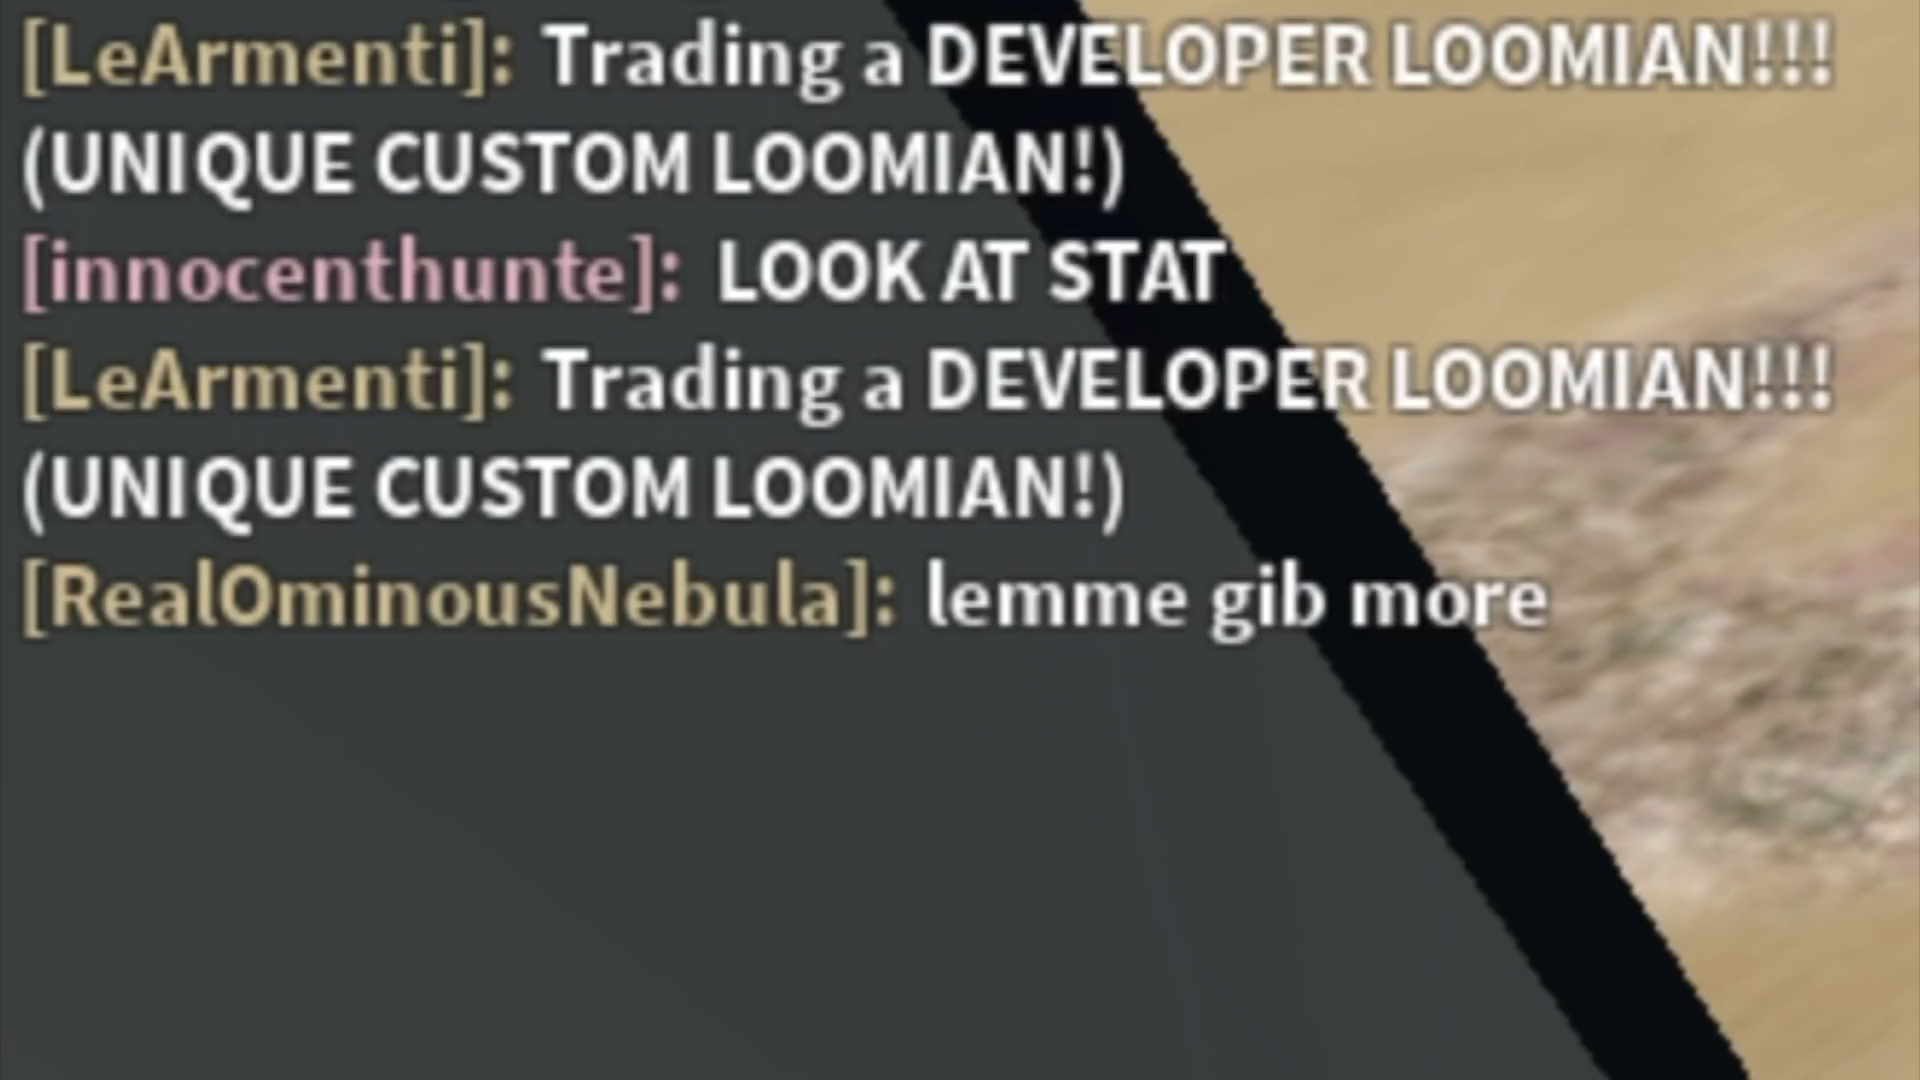 [LeArmenti]: Trading a DEVELOPER LOOMIAN!!!
(UNIQUE CUSTOM LOOMIAN!)
[innocenthunte]: LOOK AT STAT
[LeArmenti]: Trading a DEVELOPER LOOMIAN!!!
(UNIQUE CUSTOM LOOMIAN!)
[RealOminousNebula]: lemme gib more